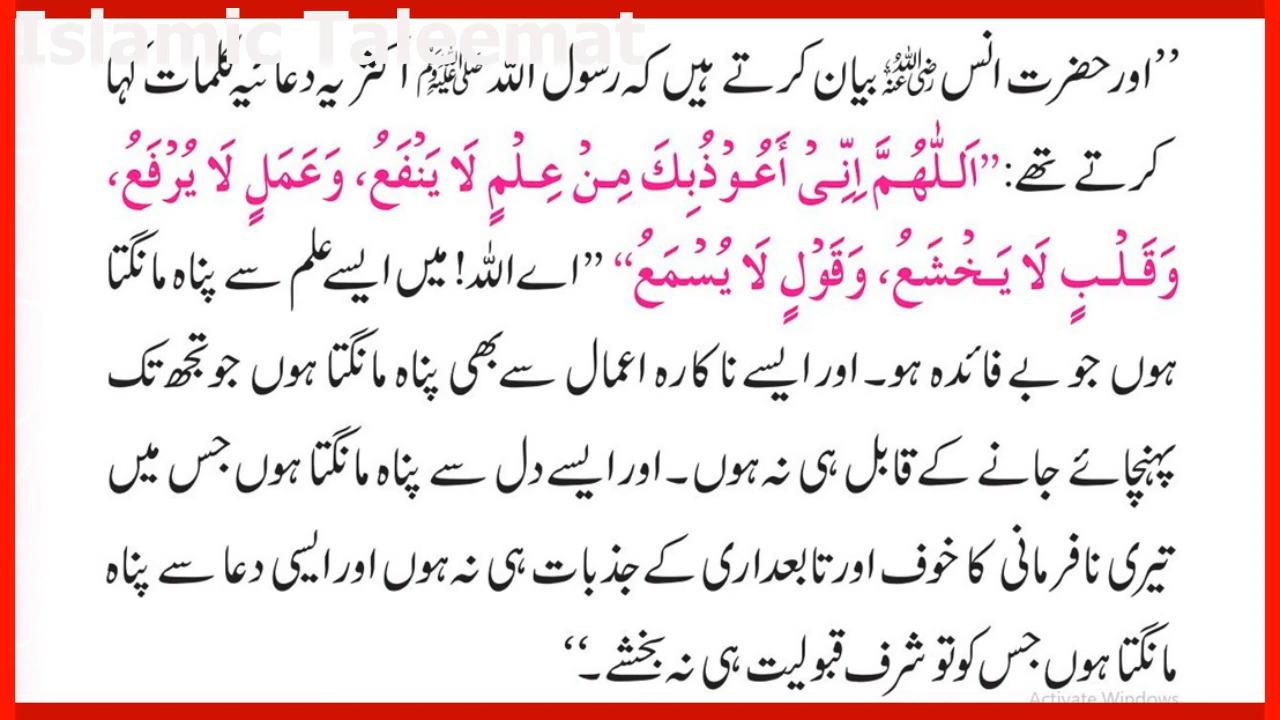 Islamic Taleemat
’’اور حضرت انس رضی اللہ عنہ بیان کرتے ہیں کہ رسول اللہ ﷺ اکثر یہ دعائیہ کلمات کہا
کرتے تھے: ’’اَللّٰهُمَّ اِنِّىْ أَعُوْذُبِكَ مِنْ عِلْمٍ لَا يَنْفَعُ، وَعَمَلٍ لَا يُرْفَعُ،
وَقَلْبٍ لَا يَخْشَعُ، وَقَوْلٍ لَا يُسْمَعُ‘‘ ’’اے اللہ! میں ایسے علم سے پناہ مانگتا
ہوں جو بے فائدہ ہو۔ اور ایسے ناکارہ اعمال سے بھی پناہ مانگتا ہوں جو تجھ تک
پہنچائے جانے کے قابل ہی نہ ہوں۔ اور ایسے دل سے پناہ مانگتا ہوں جس میں
تیری نافرمانی کا خوف اور تابعداری کے جذبات ہی نہ ہوں اور ایسی دعا سے پناہ
مانگتا ہوں جس کو تو شرف قبولیت ہی نہ بخشے۔‘‘
Activate Windows